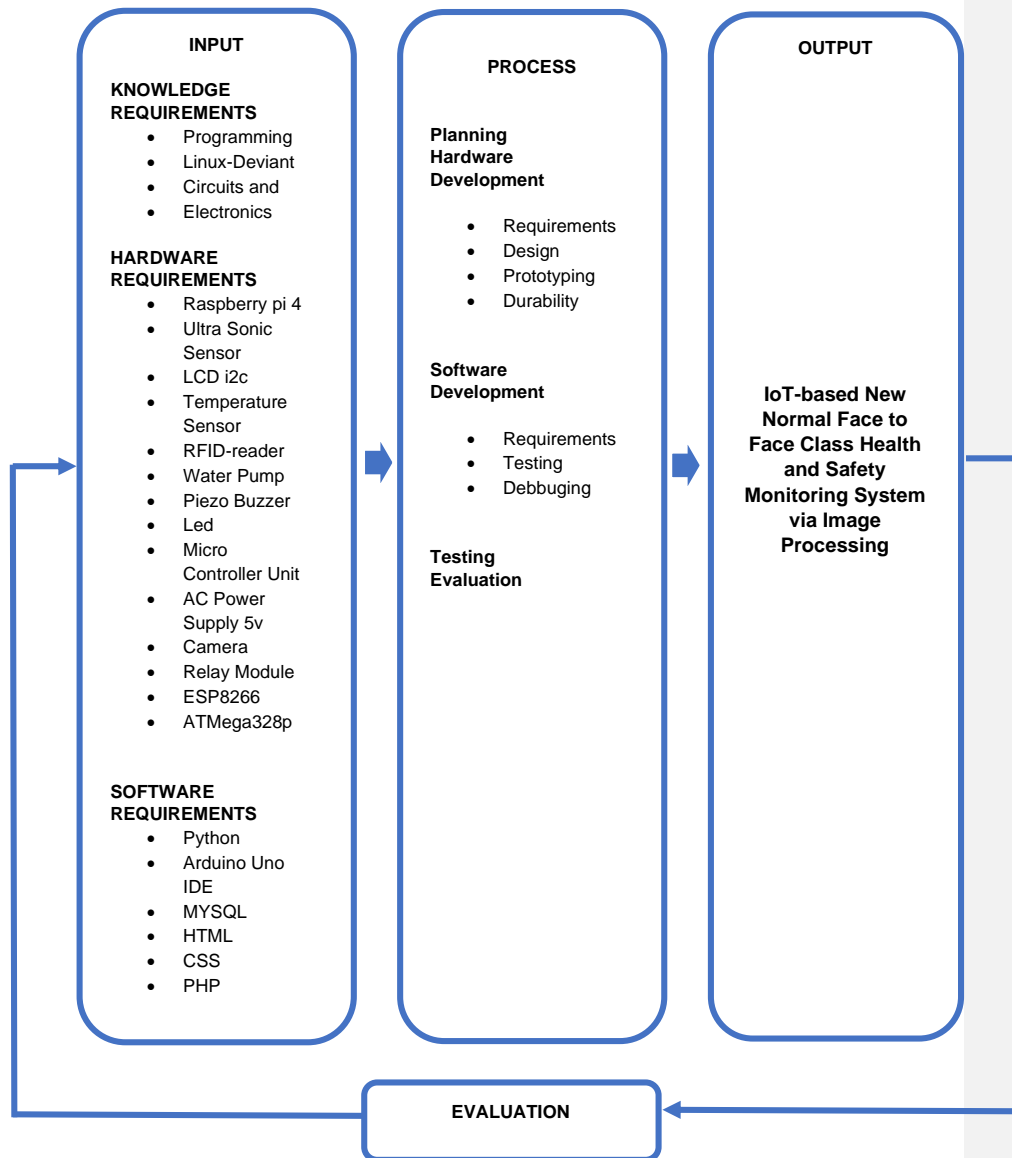 INPUT
KNOWLEDGE
REQUIREMENTS
• Programming
• Linux-Deviant
• Circuits and
• Electronics
HARDWARE
REQUIREMENTS
• Raspberry pi 4
• Ultra Sonic
Sensor
• LCD i2c
• Temperature
Sensor
• RFID-reader
• Water Pump
• Piezo Buzzer
• Led
• Micro
Controller Unit
• AC Power
Supply 5v
• Camera
• Relay Module
• ESP8266
• ATMega328p
SOFTWARE
REQUIREMENTS
• Python
• Arduino Uno
IDE
• MYSQL
• HTML
• CSS
• PHP
PROCESS
Planning
Hardware
Development
• Requirements
• Design
• Prototyping
• Durability
Software
Development
• Requirements
• Testing
• Debbuging
Testing
Evaluation
OUTPUT
IoT-based New
Normal Face to
Face Class Health
and Safety
Monitoring System
via Image
Processing
EVALUATION